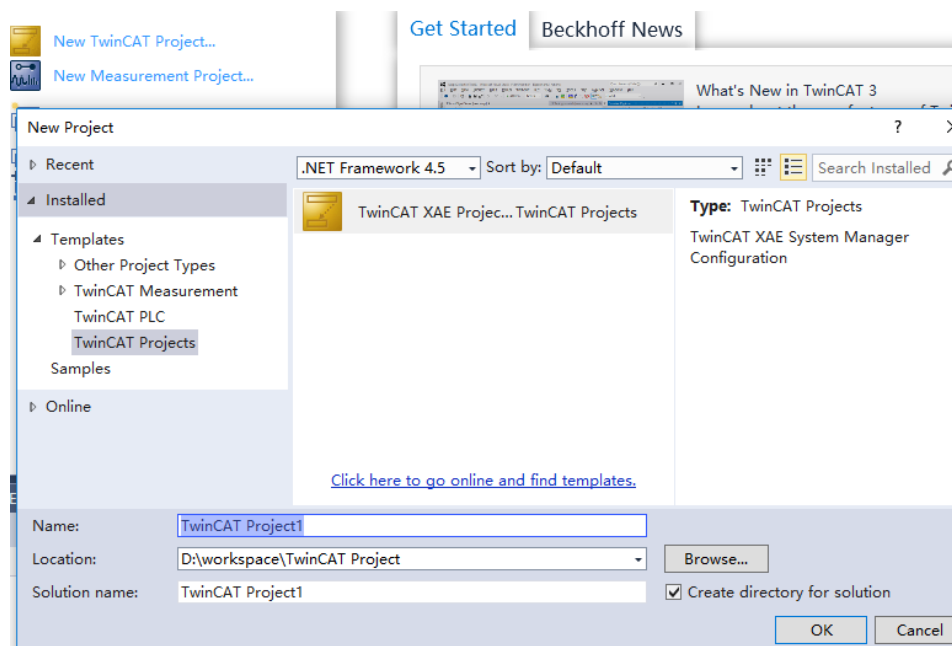 Get Started
Beckhoff News
New TwinCAT Project...
New Measurement Project...
What's New in TwinCAT 3
New Project
?
Recent
.NET Framework 4.5
Sort by:
Default
Search Installed
Installed
TwinCAT XAE Projec... TwinCAT Projects
Type: TwinCAT Projects
TwinCAT XAE System Manager
Configuration
Templates
Other Project Types
TwinCAT Measurement
TwinCAT PLC
TwinCAT Projects
Samples
Online
Click here to go online and find templates.
Name:
TwinCAT Project1
Location:
D:\workspace\TwinCAT Project
Browse...
Solution name:
TwinCAT Project1
Create directory for solution
OK
Cancel